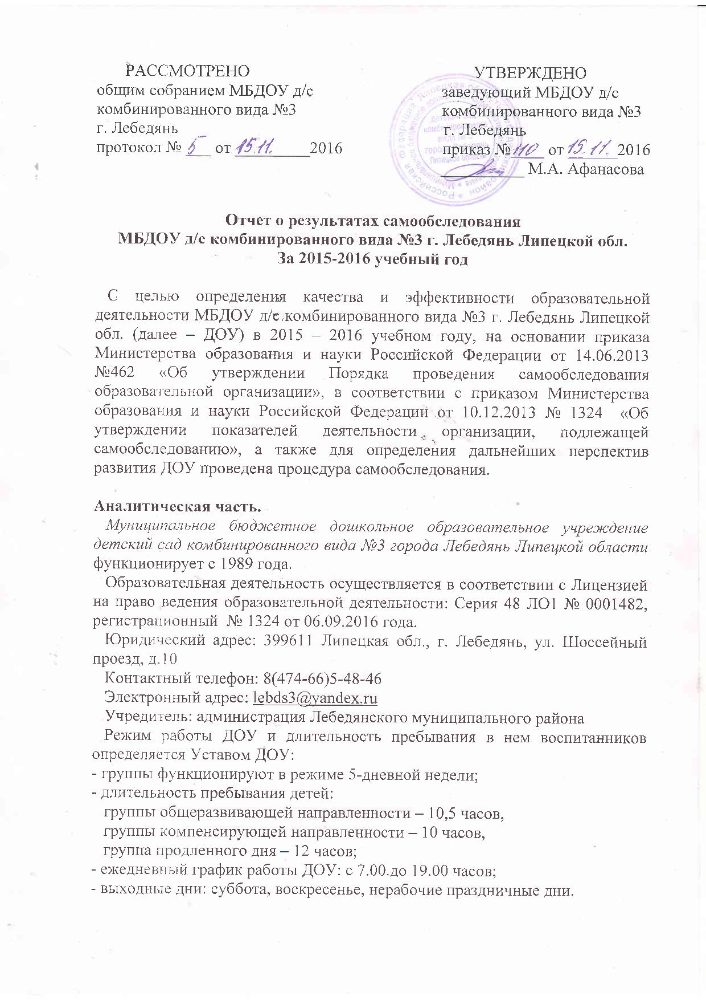 РАССМОТРЕНО
общим собранием МБДОУ д/с
комбинированного вида №3
г. Лебедянь
протокол № 5 от 15.11. 2016
УТВЕРЖДЕНО
заведующий МБДОУ д/с
комбинированного вида №3
г. Лебедянь
приказ № 110 от 15.11. 2016
М.А. Афанасова
Отчет о результатах самообследования
МБДОУ д/с комбинированного вида №3 г. Лебедянь Липецкой обл.
За 2015-2016 учебный год
С целью определения качества и эффективности образовательной
деятельности МБДОУ д/с комбинированного вида №3 г. Лебедянь Липецкой
обл. (далее – ДОУ) в 2015 – 2016 учебном году, на основании приказа
Министерства образования и науки Российской Федерации от 14.06.2013
№462 «Об утверждении Порядка проведения самообследования
образовательной организации», в соответствии с приказом Министерства
образования и науки Российской Федерации от 10.12.2013 № 1324 «Об
утверждении показателей деятельности организации, подлежащей
самообследованию», а также для определения дальнейших перспектив
развития ДОУ проведена процедура самообследования.
Аналитическая часть.
Муниципальное бюджетное дошкольное образовательное учреждение
детский сад комбинированного вида №3 города Лебедянь Липецкой области
функционирует с 1989 года.
Образовательная деятельность осуществляется в соответствии с Лицензией
на право ведения образовательной деятельности: Серия 48 ЛО1 № 0001482,
регистрационный № 1324 от 06.09.2016 года.
Юридический адрес: 399611 Липецкая обл., г. Лебедянь, ул. Шоссейный
проезд, д.10
Контактный телефон: 8(474-66)5-48-46
Электронный адрес: lebds3@yandex.ru
Учредитель: администрация Лебедянского муниципального района
Режим работы ДОУ и длительность пребывания в нем воспитанников
определяется Уставом ДОУ:
- группы функционируют в режиме 5-дневной недели;
- длительность пребывания детей:
группы общеразвивающей направленности – 10,5 часов,
группы компенсирующей направленности – 10 часов,
группа продленного дня – 12 часов;
- ежедневный график работы ДОУ: с 7.00.до 19.00 часов;
- выходные дни: суббота, воскресенье, нерабочие праздничные дни.